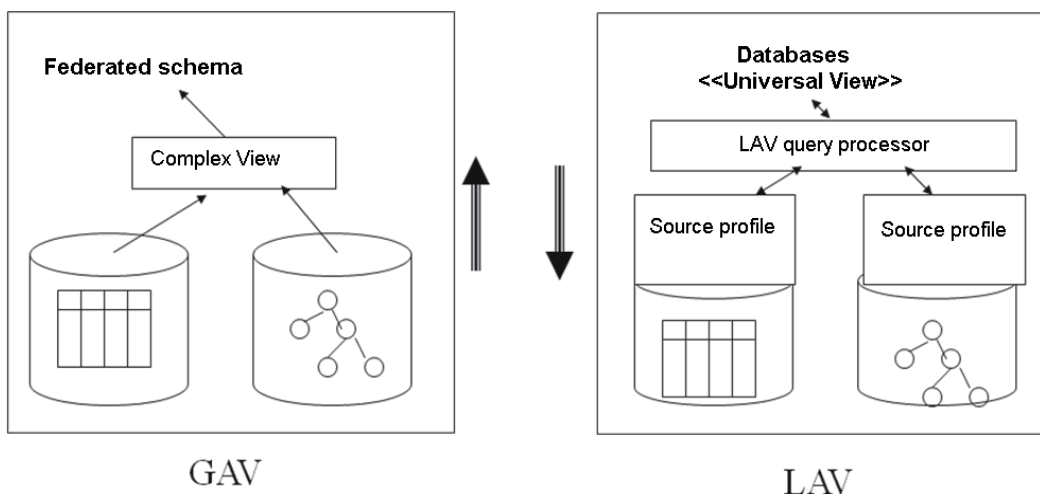 Federated schema
Complex View
GAV
Databases
<<Universal View>>
LAV query processor
Source profile
Source profile
LAV